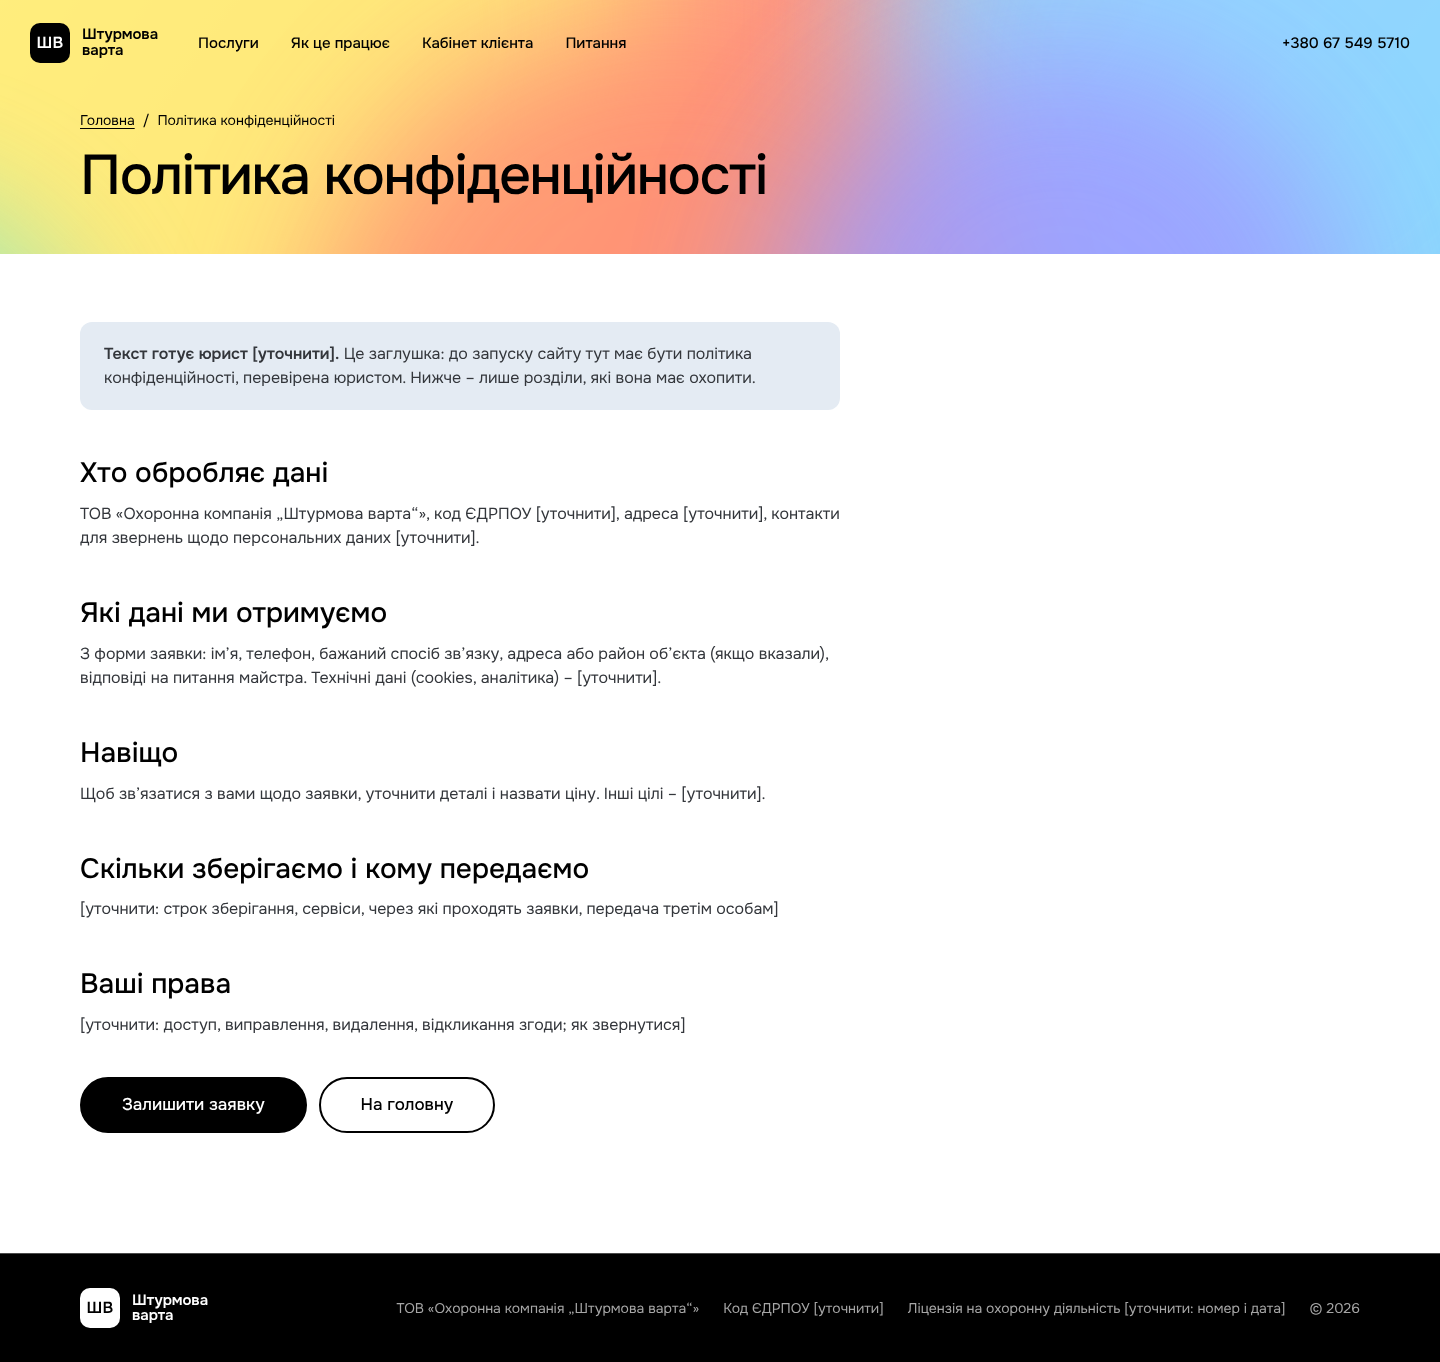 ШВ
Штурмова
варта
Послуги
Як це працює
Кабінет клієнта
Питання
+380 67 549 5710
Головна / Політика конфіденційності
Політика конфіденційності
Текст готує юрист [уточнити]. Це заглушка: до запуску сайту тут має бути політика
конфіденційності, перевірена юристом. Нижче – лише розділи, які вона має охопити.
Хто обробляє дані
ТОВ «Охоронна компанія „Штурмова варта“», код ЄДРПОУ [уточнити], адреса [уточнити], контакти
для звернень щодо персональних даних [уточнити].
Які дані ми отримуємо
З форми заявки: ім’я, телефон, бажаний спосіб зв’язку, адреса або район об’єкта (якщо вказали),
відповіді на питання майстра. Технічні дані (cookies, аналітика) – [уточнити].
Навіщо
Щоб зв’язатися з вами щодо заявки, уточнити деталі і назвати ціну. Інші цілі – [уточнити].
Скільки зберігаємо і кому передаємо
[уточнити: строк зберігання, сервіси, через які проходять заявки, передача третім особам]
Ваші права
[уточнити: доступ, виправлення, видалення, відкликання згоди; як звернутися]
Залишити заявку
На головну
ШВ
Штурмова
варта
ТОВ «Охоронна компанія „Штурмова варта“»
Код ЄДРПОУ [уточнити]
Ліцензія на охоронну діяльність [уточнити: номер і дата]
© 2026